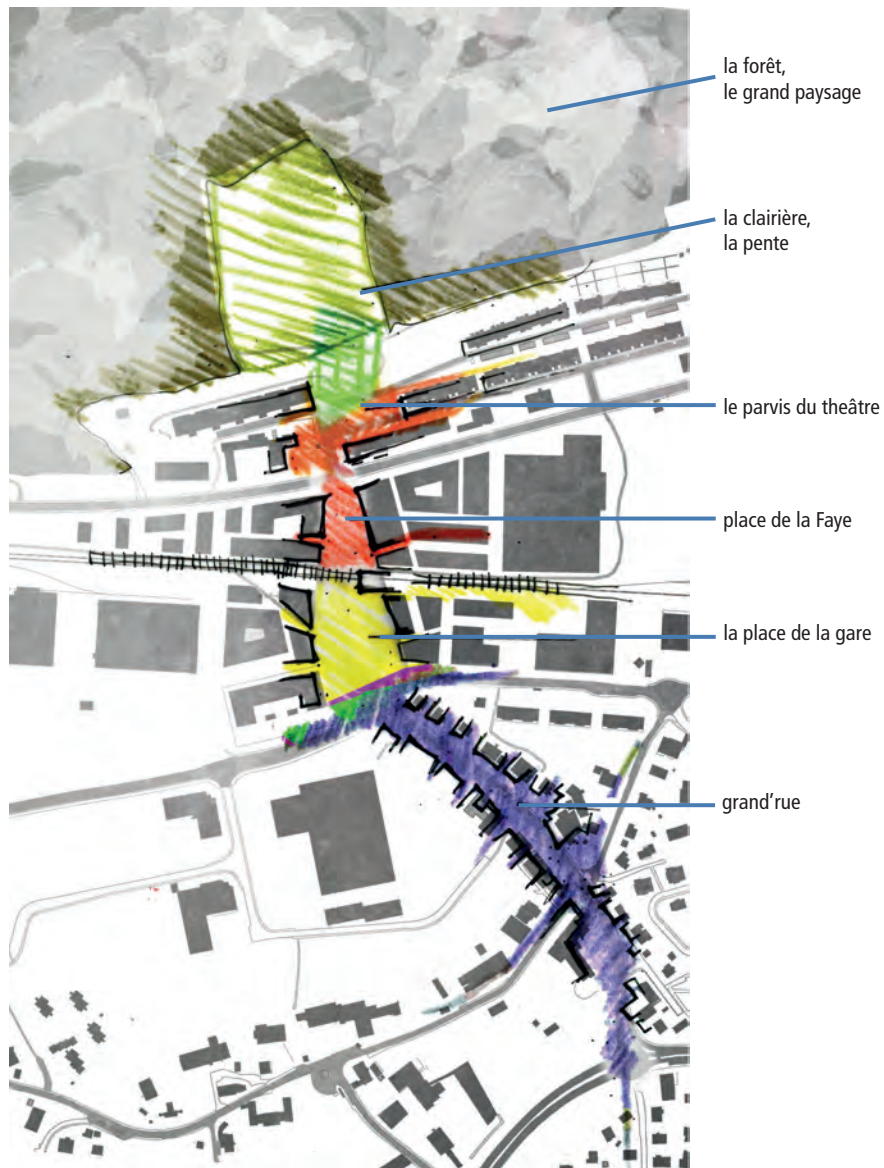 la forêt,
le grand paysage
la clairière,
la pente
le parvis du theâtre
place de la Faye
la place de la gare
grand'rue